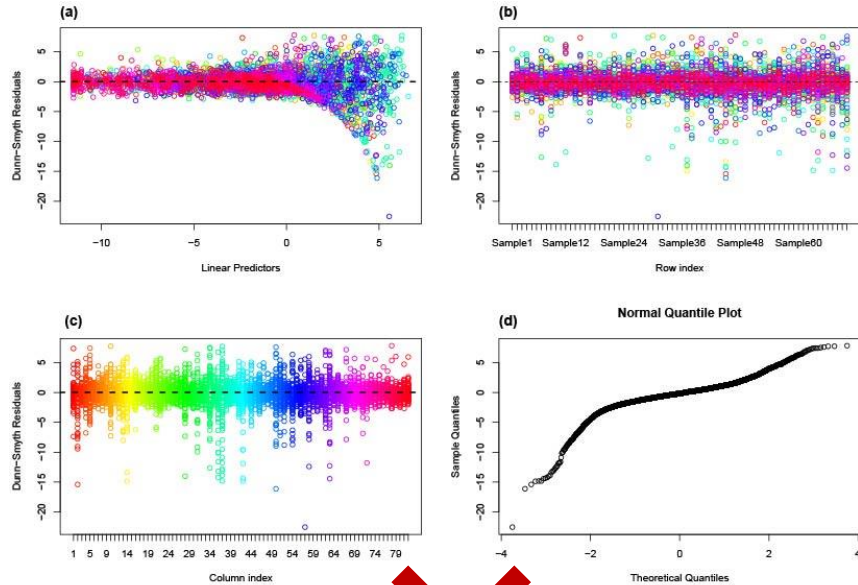 (a)
Dunn−Smyth Residuals
5
0
−5
−10
−15
−20
−10 −5 0 5
Linear Predictors
(b)
Dunn−Smyth Residuals
5
0
−5
−10
−15
−20
Sample1 Sample12 Sample24 Sample36 Sample48 Sample60
Row index
(c)
Dunn−Smyth Residuals
5
0
−5
−10
−15
−20
1 5 9 14 19 24 29 34 39 44 49 54 59 64 69 74 79
Column index
(d)
Normal Quantile Plot
Sample Quantiles
5
0
−5
−10
−15
−20
−4 −2 0 2 4
Theoretical Quantiles